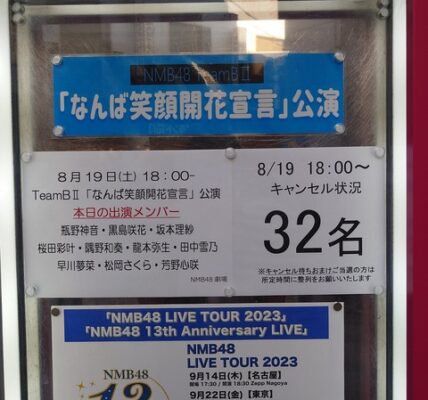 NMB48 TeamBⅡ
「なんば笑顔開花宣言」公演
8月19日(土) 18:00-
TeamBⅡ「なんば笑顔開花宣言」公演
本日の出演メンバー
瓶野神音・黒島咲花・坂本理紗
桜田彩叶・隅野和奏・龍本弥生・田中雪乃
早川夢菜・松岡さくら・芳野心咲
NMB48 劇場
8/19 18:00～
キャンセル状況
32名
※キャンセル待ちおまけご当選の方は
所定時間に整列をお願いいたします
「NMB48 LIVE TOUR 2023」
「NMB48 13th Anniversary LIVE」
NMB48
13
NMB48
LIVE TOUR 2023
9月14日(木)【名古屋】
開場 17:30 / 開演 18:30 Zepp Nagoya
9月22日(金)【東京】